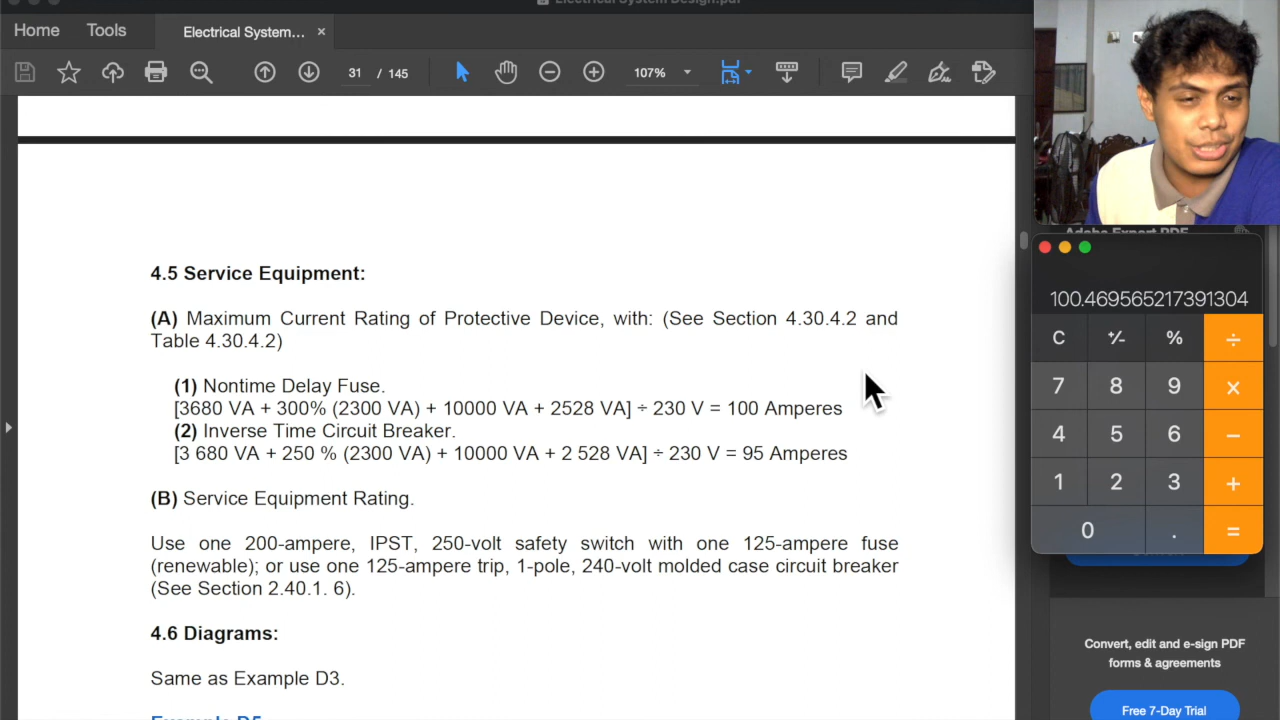 Electrical System Design.pdf
Home Tools Electrical System... ×
31 / 145 107%
4.5 Service Equipment:
(A) Maximum Current Rating of Protective Device, with: (See Section 4.30.4.2 and
Table 4.30.4.2)
(1) Nontime Delay Fuse.
[3680 VA + 300% (2300 VA) + 10000 VA + 2528 VA] ÷ 230 V = 100 Amperes
(2) Inverse Time Circuit Breaker.
[3 680 VA + 250 % (2300 VA) + 10000 VA + 2 528 VA] ÷ 230 V = 95 Amperes
(B) Service Equipment Rating.
Use one 200-ampere, IPST, 250-volt safety switch with one 125-ampere fuse
(renewable); or use one 125-ampere trip, 1-pole, 240-volt molded case circuit breaker
(See Section 2.40.1. 6).
4.6 Diagrams:
Same as Example D3.
Example D5
Adobe Export PDF
100.469565217391304
C +/- % ÷
7 8 9 ×
4 5 6 −
1 2 3 +
0 . =
Convert, edit and e-sign PDF
forms & agreements
Free 7-Day Trial